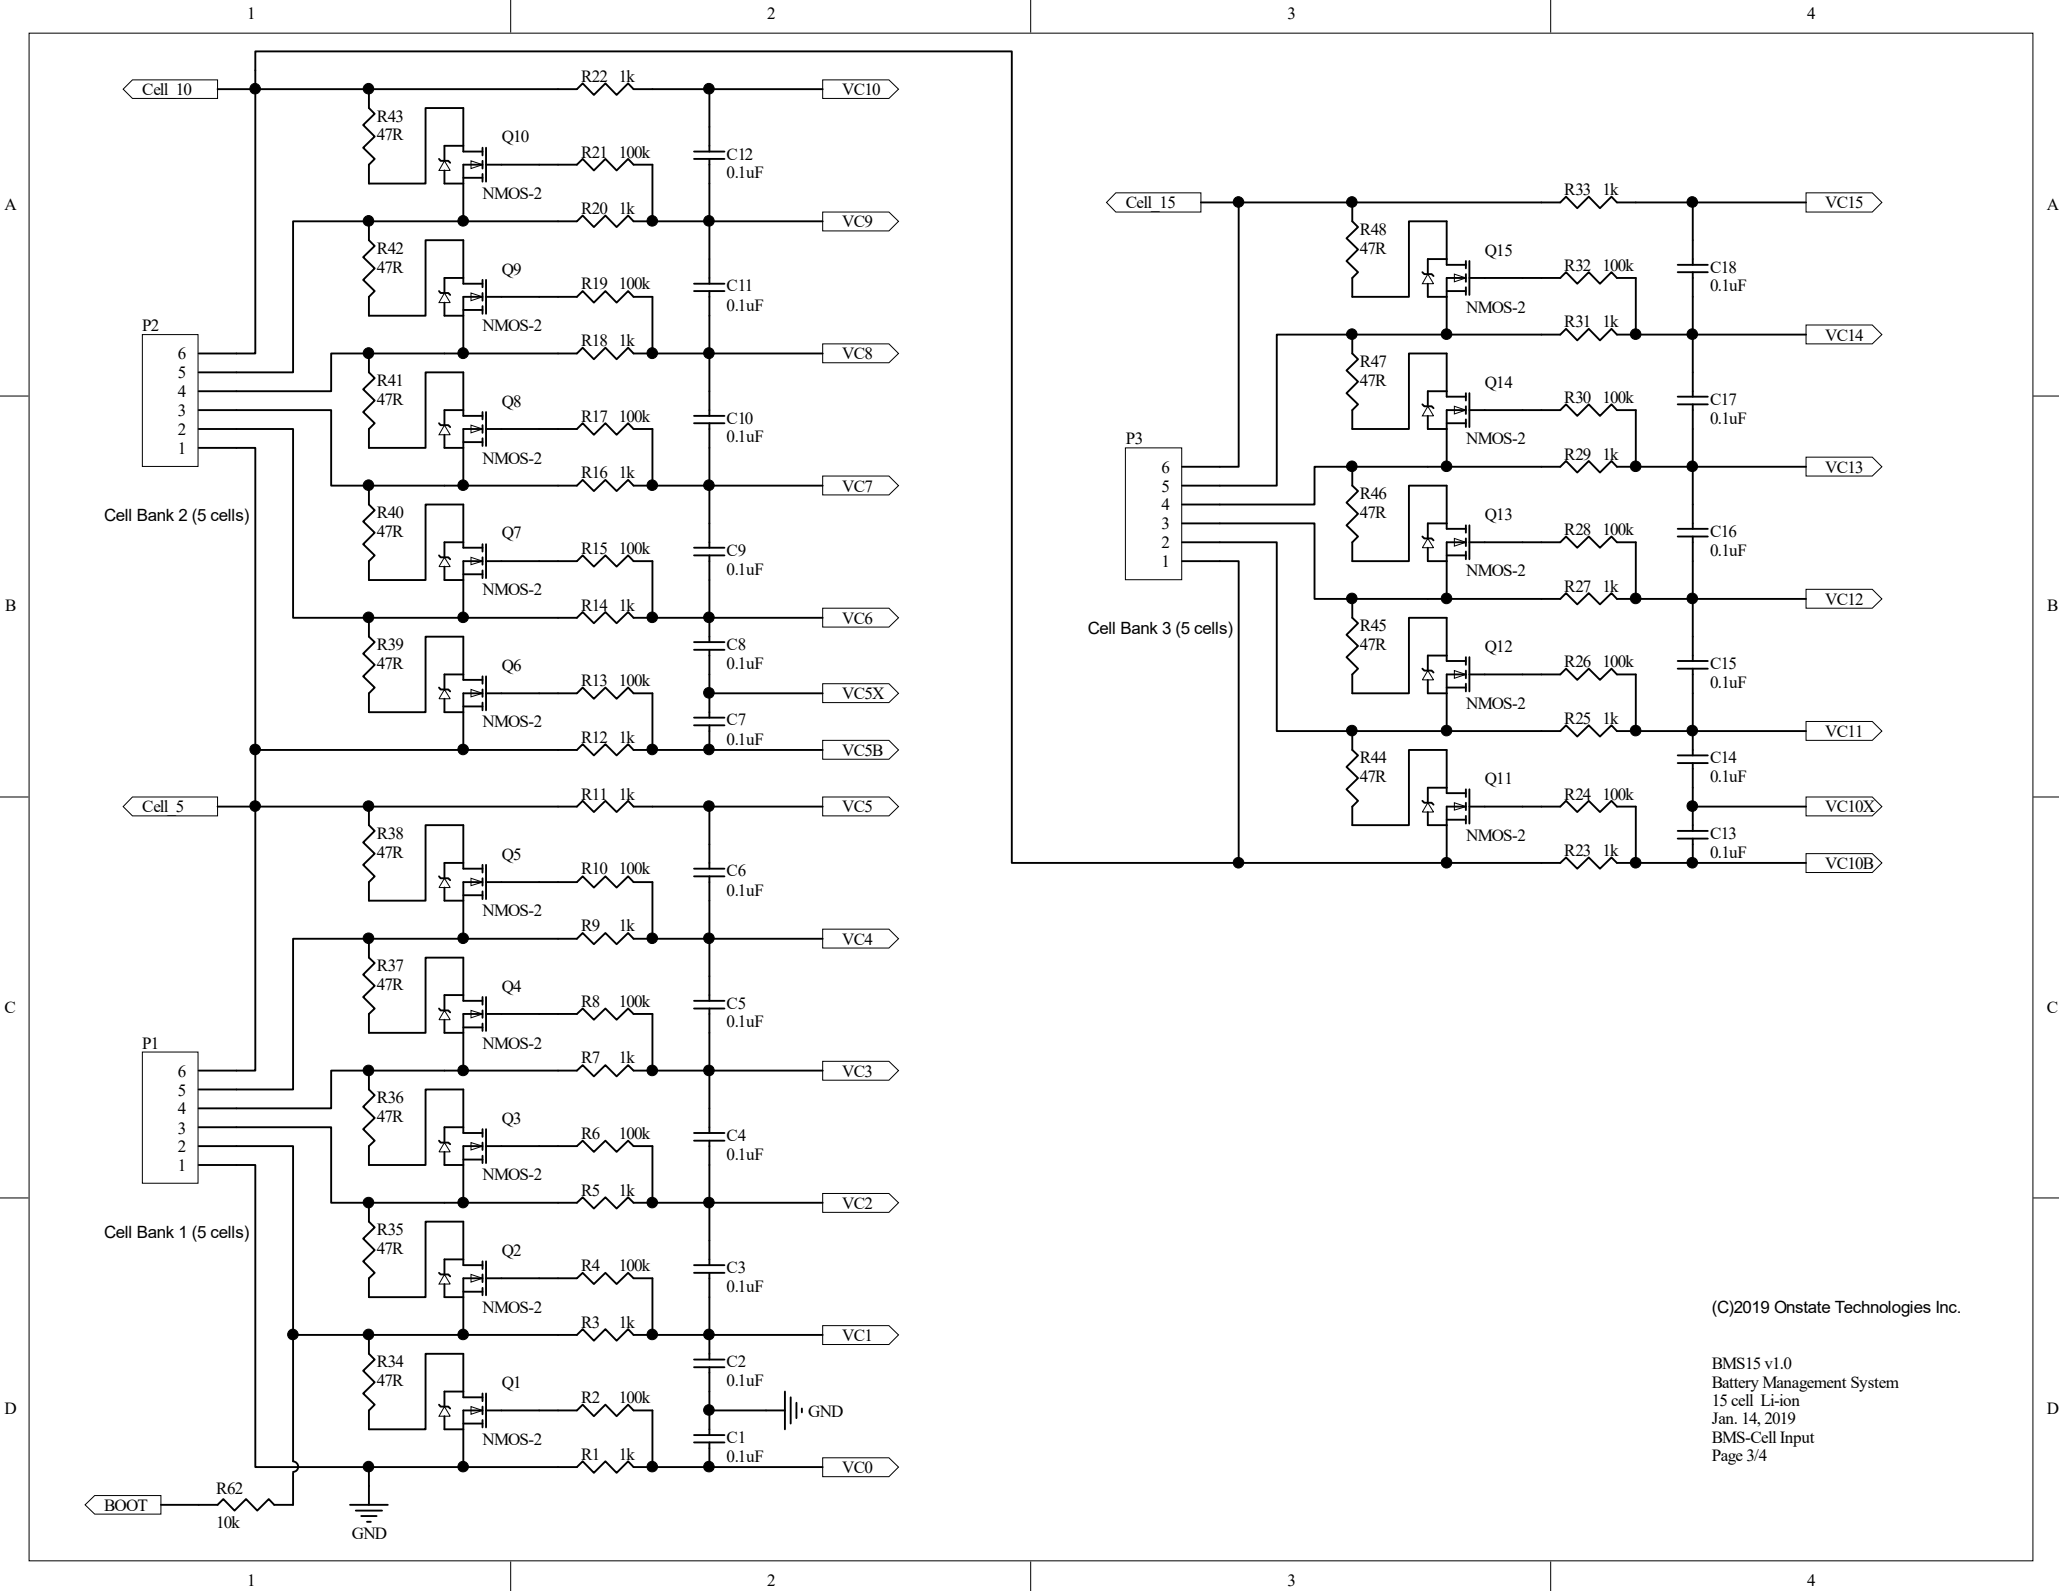 1 2 3 4
Cell_10
R22 1k
VC10
R43
47R
Q10
R21 100k
C12
0.1uF
NMOS-2
R20 1k
VC9
R42
47R
Q9
R19 100k
C11
0.1uF
NMOS-2
R18 1k
VC8
P2
6
5
4
3
2
1
R41
47R
Q8
R17 100k
C10
0.1uF
NMOS-2
R16 1k
VC7
Cell Bank 2 (5 cells)
R40
47R
Q7
R15 100k
C9
0.1uF
NMOS-2
R14 1k
VC6
R39
47R
Q6
C8
0.1uF
R13 100k
VC5X
NMOS-2
C7
0.1uF
R12 1k
VC5B
Cell_5
R11 1k
VC5
R38
47R
Q5
R10 100k
C6
0.1uF
NMOS-2
R9 1k
VC4
R37
47R
Q4
R8 100k
C5
0.1uF
NMOS-2
R7 1k
VC3
P1
6
5
4
3
2
1
R36
47R
Q3
R6 100k
C4
0.1uF
NMOS-2
R5 1k
VC2
Cell Bank 1 (5 cells)
R35
47R
Q2
R4 100k
C3
0.1uF
NMOS-2
R3 1k
VC1
R34
47R
Q1
C2
0.1uF
R2 100k
GND
NMOS-2
C1
0.1uF
R1 1k
VC0
BOOT
R62
10k
GND
Cell_15
R33 1k
VC15
R48
47R
Q15
R32 100k
C18
0.1uF
NMOS-2
R31 1k
VC14
R47
47R
Q14
R30 100k
C17
0.1uF
NMOS-2
R29 1k
VC13
P3
6
5
4
3
2
1
R46
47R
Q13
R28 100k
C16
0.1uF
NMOS-2
R27 1k
VC12
Cell Bank 3 (5 cells)
R45
47R
Q12
R26 100k
C15
0.1uF
NMOS-2
R25 1k
VC11
R44
47R
Q11
C14
0.1uF
R24 100k
VC10X
NMOS-2
C13
0.1uF
R23 1k
VC10B
(C)2019 Onstate Technologies Inc.
BMS15 v1.0
Battery Management System
15 cell Li-ion
Jan. 14, 2019
BMS-Cell Input
Page 3/4
A A
B B
C C
D D
1 2 3 4